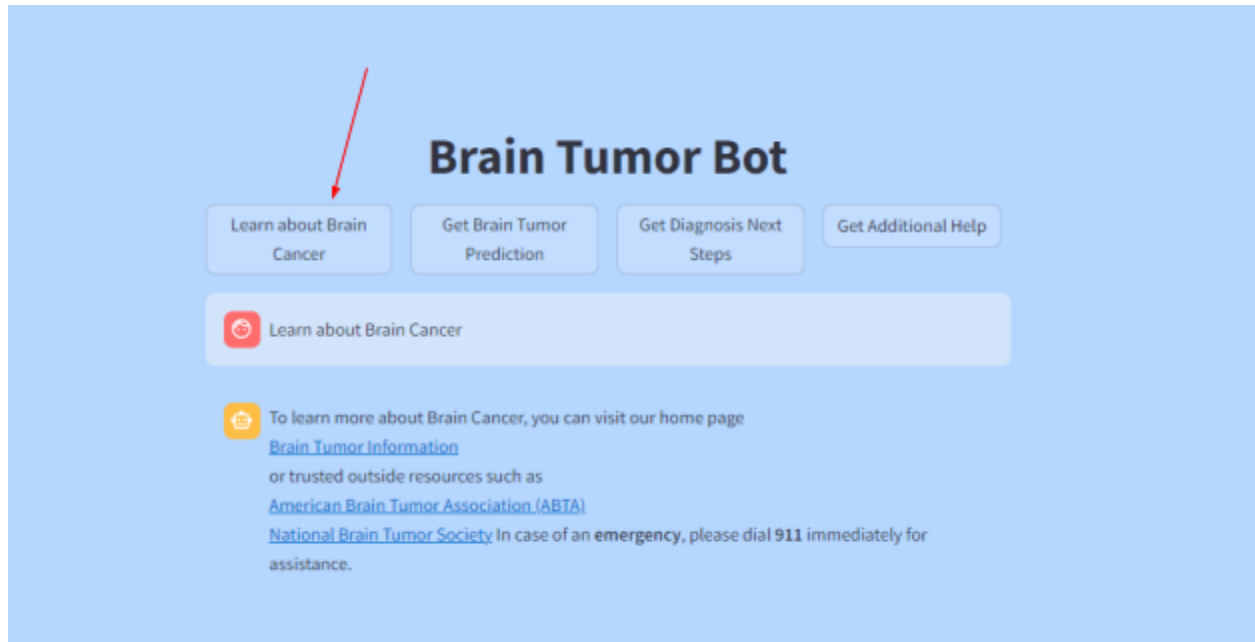 Brain Tumor Bot
Learn about Brain
Cancer
Get Brain Tumor
Prediction
Get Diagnosis Next
Steps
Get Additional Help
Learn about Brain Cancer
To learn more about Brain Cancer, you can visit our home page
Brain Tumor Information
or trusted outside resources such as
American Brain Tumor Association (ABTA)
National Brain Tumor Society In case of an emergency, please dial 911 immediately for
assistance.